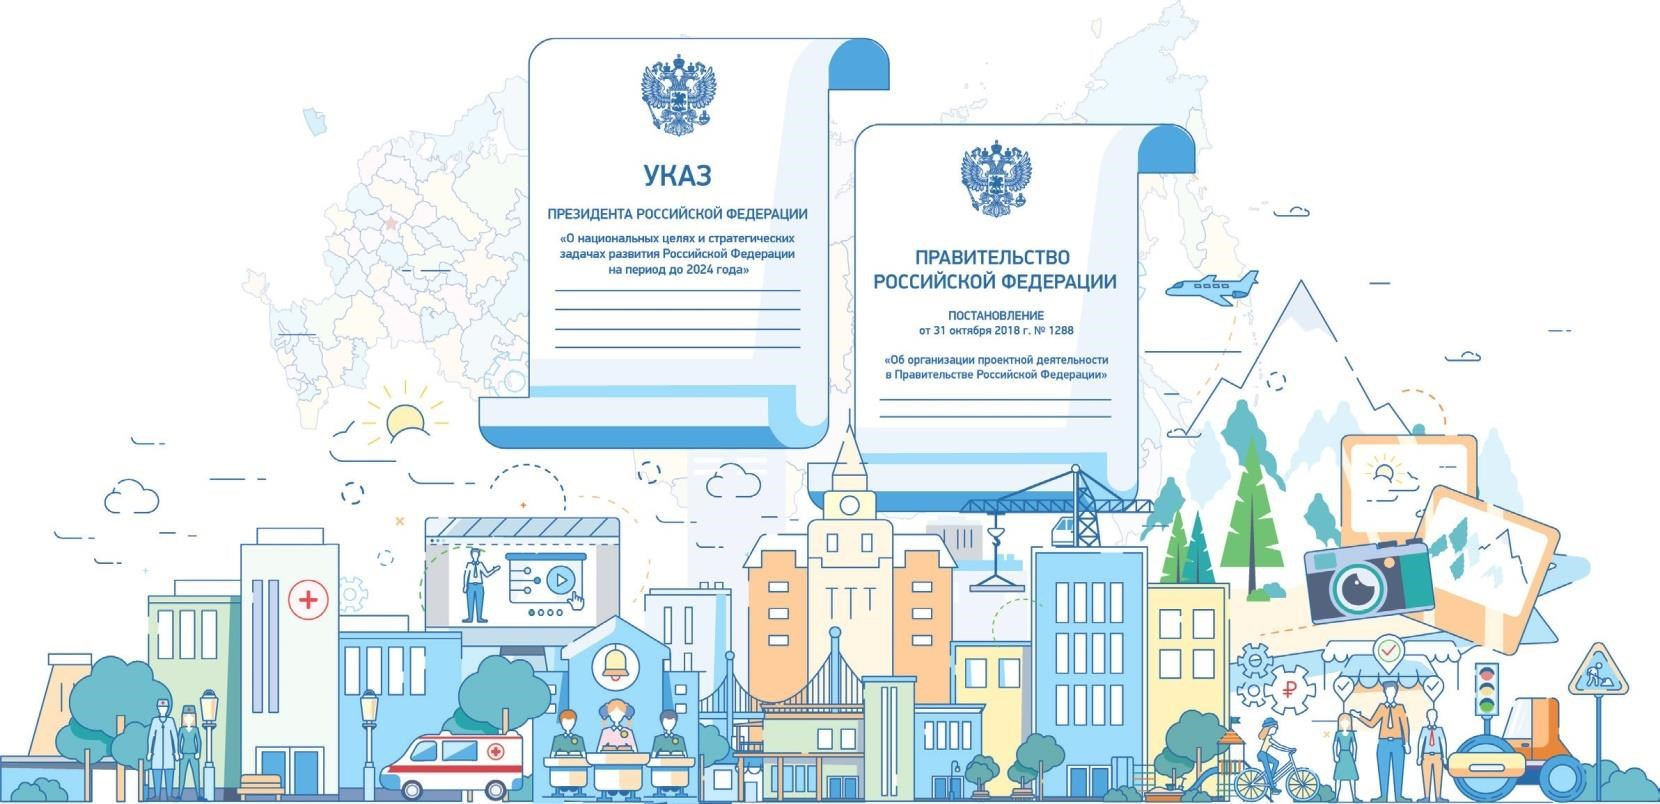 УКАЗ
ПРЕЗИДЕНТА РОССИЙСКОЙ ФЕДЕРАЦИИ
«О национальных целях и стратегических
задачах развития Российской Федерации
на период до 2024 года»
ПРАВИТЕЛЬСТВО
РОССИЙСКОЙ ФЕДЕРАЦИИ
ПОСТАНОВЛЕНИЕ
от 31 октября 2018 г. № 1288
«Об организации проектной деятельности
в Правительстве Российской Федерации»
₽